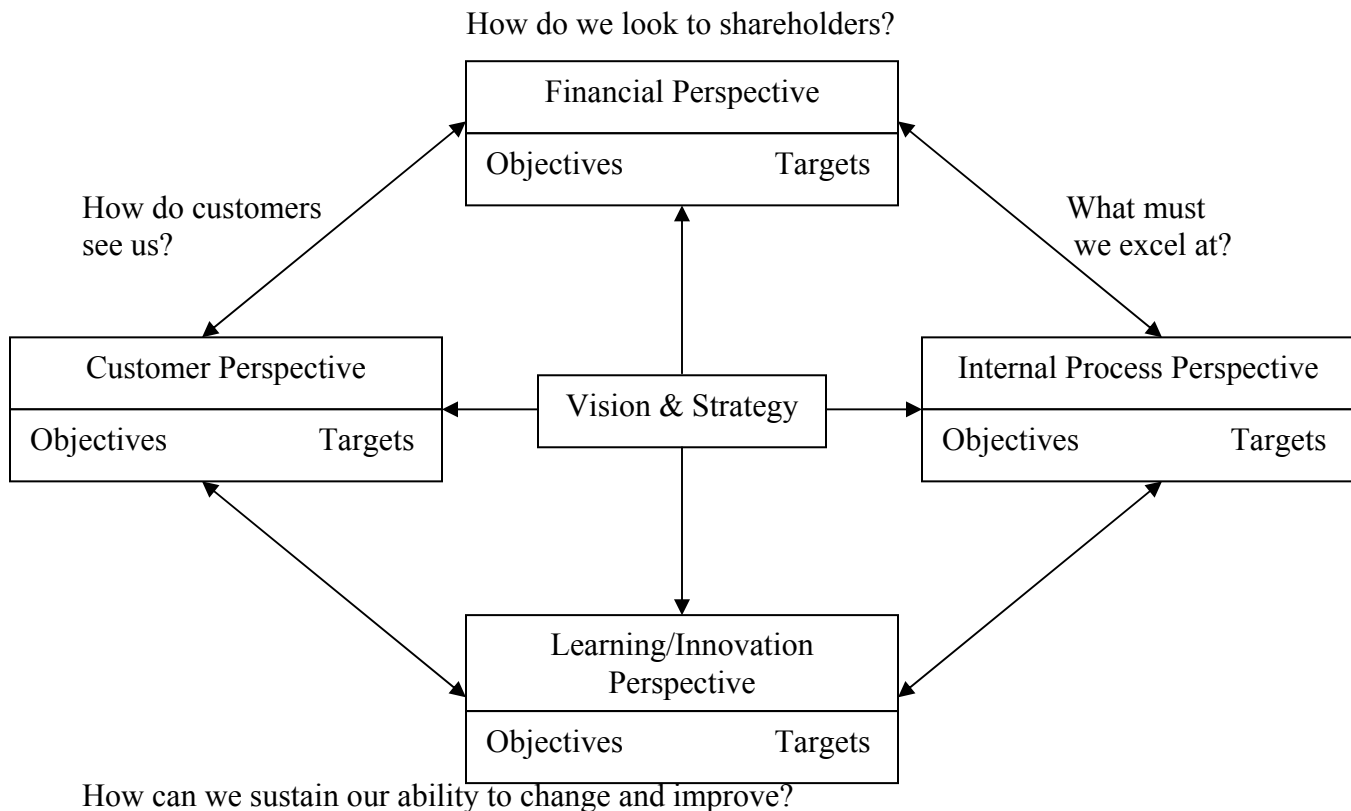 How do we look to shareholders?
Financial Perspective
Objectives Targets
How do customers
see us?
What must
we excel at?
Customer Perspective
Objectives Targets
Vision & Strategy
Internal Process Perspective
Objectives Targets
Learning/Innovation
Perspective
Objectives Targets
How can we sustain our ability to change and improve?